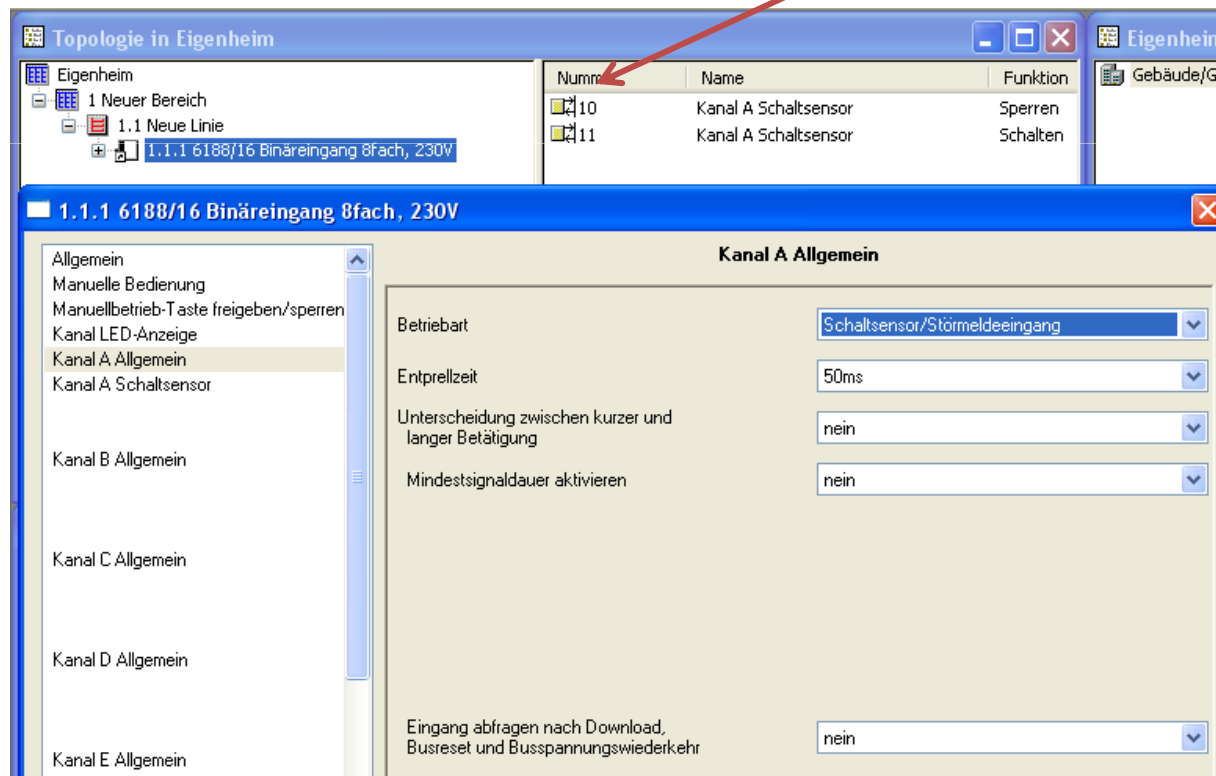 Topologie in Eigenheim
Eigenheim
1 Neuer Bereich
1.1 Neue Linie
1.1.1 6188/16 Binäreingang 8fach, 230V
Numm Name Funktion
10 Kanal A Schaltsensor Sperren
11 Kanal A Schaltsensor Schalten
Eigenhein
Gebäude/G
1.1.1 6188/16 Binäreingang 8fach, 230V
Allgemein
Manuelle Bedienung
Manuellbetrieb-Taste freigeben/sperren
Kanal LED-Anzeige
Kanal A Allgemein
Kanal A Schaltsensor
Kanal B Allgemein
Kanal C Allgemein
Kanal D Allgemein
Kanal E Allgemein
Kanal A Allgemein
Betriebart Schaltsensor/Störmeldeeingang
Entprellzeit 50ms
Unterscheidung zwischen kurzer und
langer Betätigung nein
Mindestsignaldauer aktivieren nein
Eingang abfragen nach Download,
Busreset und Busspannungswiederkehr nein